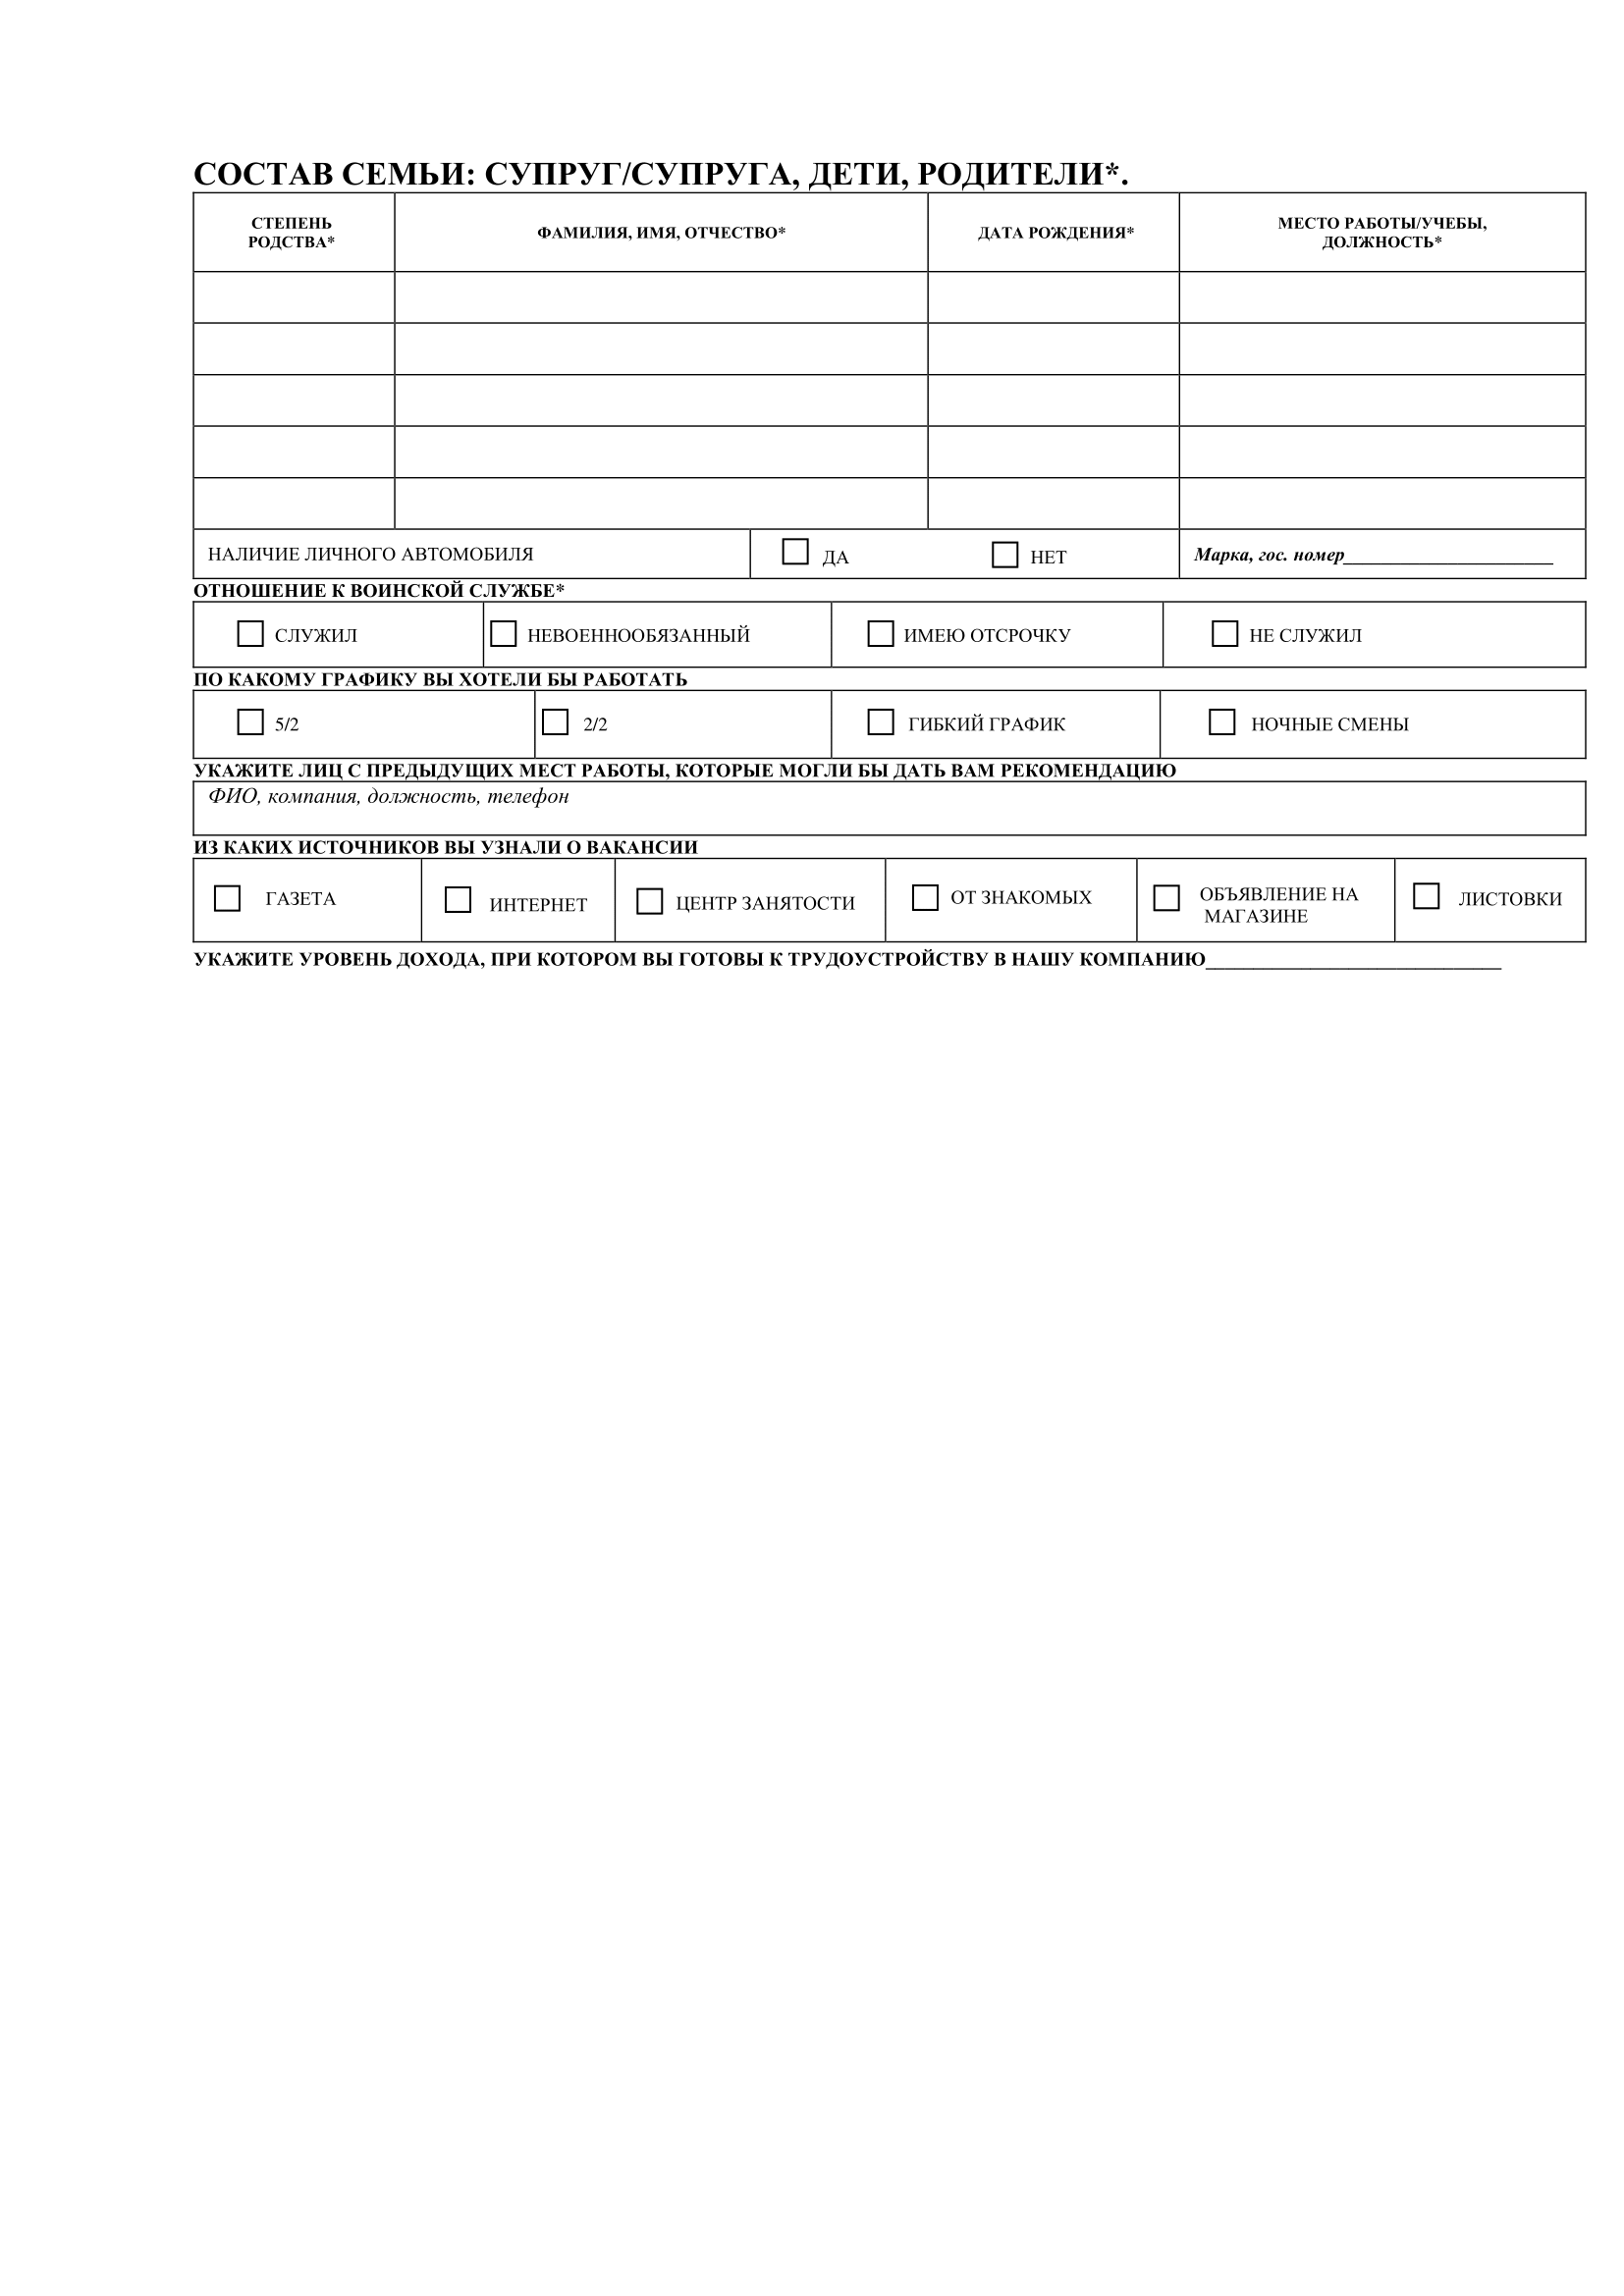 СОСТАВ СЕМЬИ: СУПРУГ/СУПРУГА, ДЕТИ, РОДИТЕЛИ*.
СТЕПЕНЬ
РОДСТВА*
ФАМИЛИЯ, ИМЯ, ОТЧЕСТВО*
ДАТА РОЖДЕНИЯ*
МЕСТО РАБОТЫ/УЧЕБЫ,
ДОЛЖНОСТЬ*
НАЛИЧИЕ ЛИЧНОГО АВТОМОБИЛЯ
ДА
НЕТ
Марка, гос. номер______________________
ОТНОШЕНИЕ К ВОИНСКОЙ СЛУЖБЕ*
СЛУЖИЛ
НЕВОЕННООБЯЗАННЫЙ
ИМЕЮ ОТСРОЧКУ
НЕ СЛУЖИЛ
ПО КАКОМУ ГРАФИКУ ВЫ ХОТЕЛИ БЫ РАБОТАТЬ
5/2
2/2
ГИБКИЙ ГРАФИК
НОЧНЫЕ СМЕНЫ
УКАЖИТЕ ЛИЦ С ПРЕДЫДУЩИХ МЕСТ РАБОТЫ, КОТОРЫЕ МОГЛИ БЫ ДАТЬ ВАМ РЕКОМЕНДАЦИЮ
ФИО, компания, должность, телефон
ИЗ КАКИХ ИСТОЧНИКОВ ВЫ УЗНАЛИ О ВАКАНСИИ
ГАЗЕТА
ИНТЕРНЕТ
ЦЕНТР ЗАНЯТОСТИ
ОТ ЗНАКОМЫХ
ОБЪЯВЛЕНИЕ НА
МАГАЗИНЕ
ЛИСТОВКИ
УКАЖИТЕ УРОВЕНЬ ДОХОДА, ПРИ КОТОРОМ ВЫ ГОТОВЫ К ТРУДОУСТРОЙСТВУ В НАШУ КОМПАНИЮ_______________________________